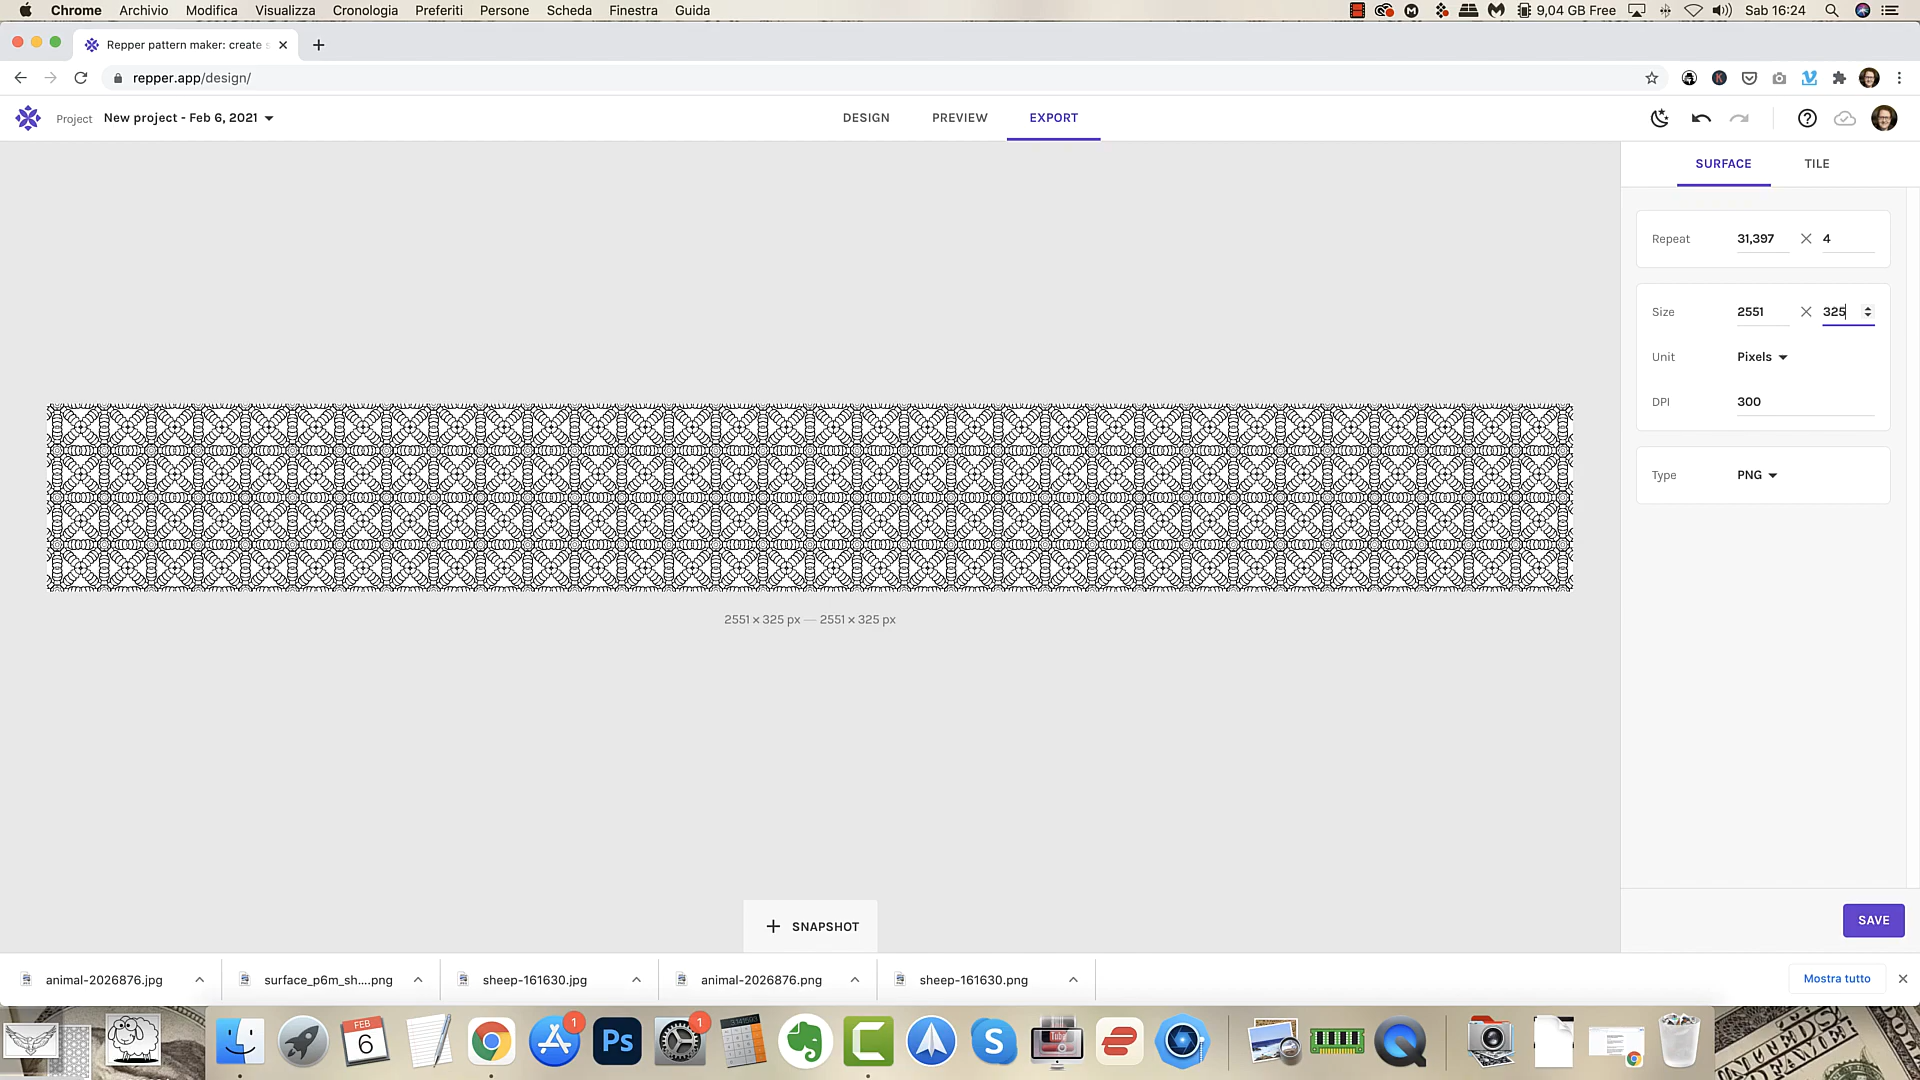 Chrome Archivio Modifica Visualizza Cronologia Preferiti Persone Scheda Finestra Guida 9,04 GB Free Sab 16:24
Repper pattern maker: create s
repper.app/design/
Project New project - Feb 6, 2021 DESIGN PREVIEW EXPORT
SURFACE TILE
Repeat 31,397 4
Size 2551 325
Unit Pixels
DPI 300
Type PNG
2551 × 325 px — 2551 × 325 px
SNAPSHOT
SAVE
animal-2026876.jpg surface_p6m_sh....png sheep-161630.jpg animal-2026876.png sheep-161630.png Mostra tutto
FEB
6
1
Ps
1
S